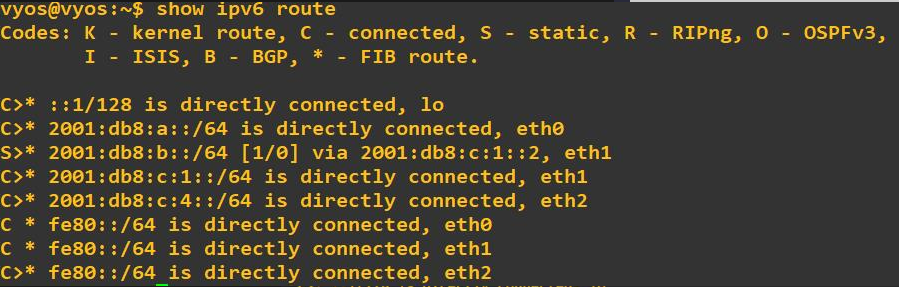 vyos@vyos:~$ show ipv6 route
Codes: K - kernel route, C - connected, S - static, R - RIPng, O - OSPFv3,
       I - ISIS, B - BGP, * - FIB route.

C>* ::1/128 is directly connected, lo
C>* 2001:db8:a::/64 is directly connected, eth0
S>* 2001:db8:b::/64 [1/0] via 2001:db8:c:1::2, eth1
C>* 2001:db8:c:1::/64 is directly connected, eth1
C>* 2001:db8:c:4::/64 is directly connected, eth2
C * fe80::/64 is directly connected, eth0
C * fe80::/64 is directly connected, eth1
C>* fe80::/64 is directly connected, eth2